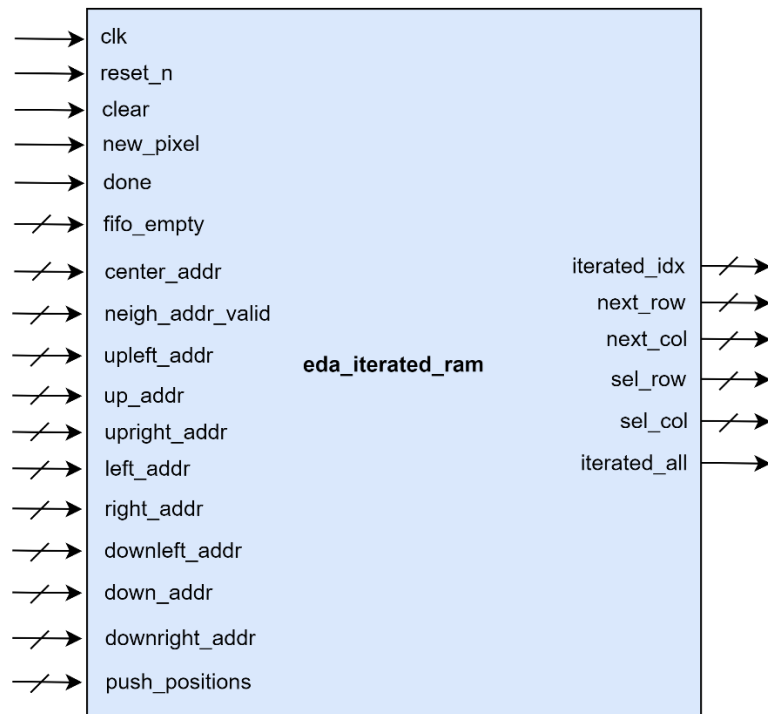 clk
reset_n
clear
new_pixel
done
fifo_empty
center_addr
neigh_addr_valid
upleft_addr
up_addr
upright_addr
left_addr
right_addr
downleft_addr
down_addr
downright_addr
push_positions
eda_iterated_ram
iterated_idx
next_row
next_col
sel_row
sel_col
iterated_all